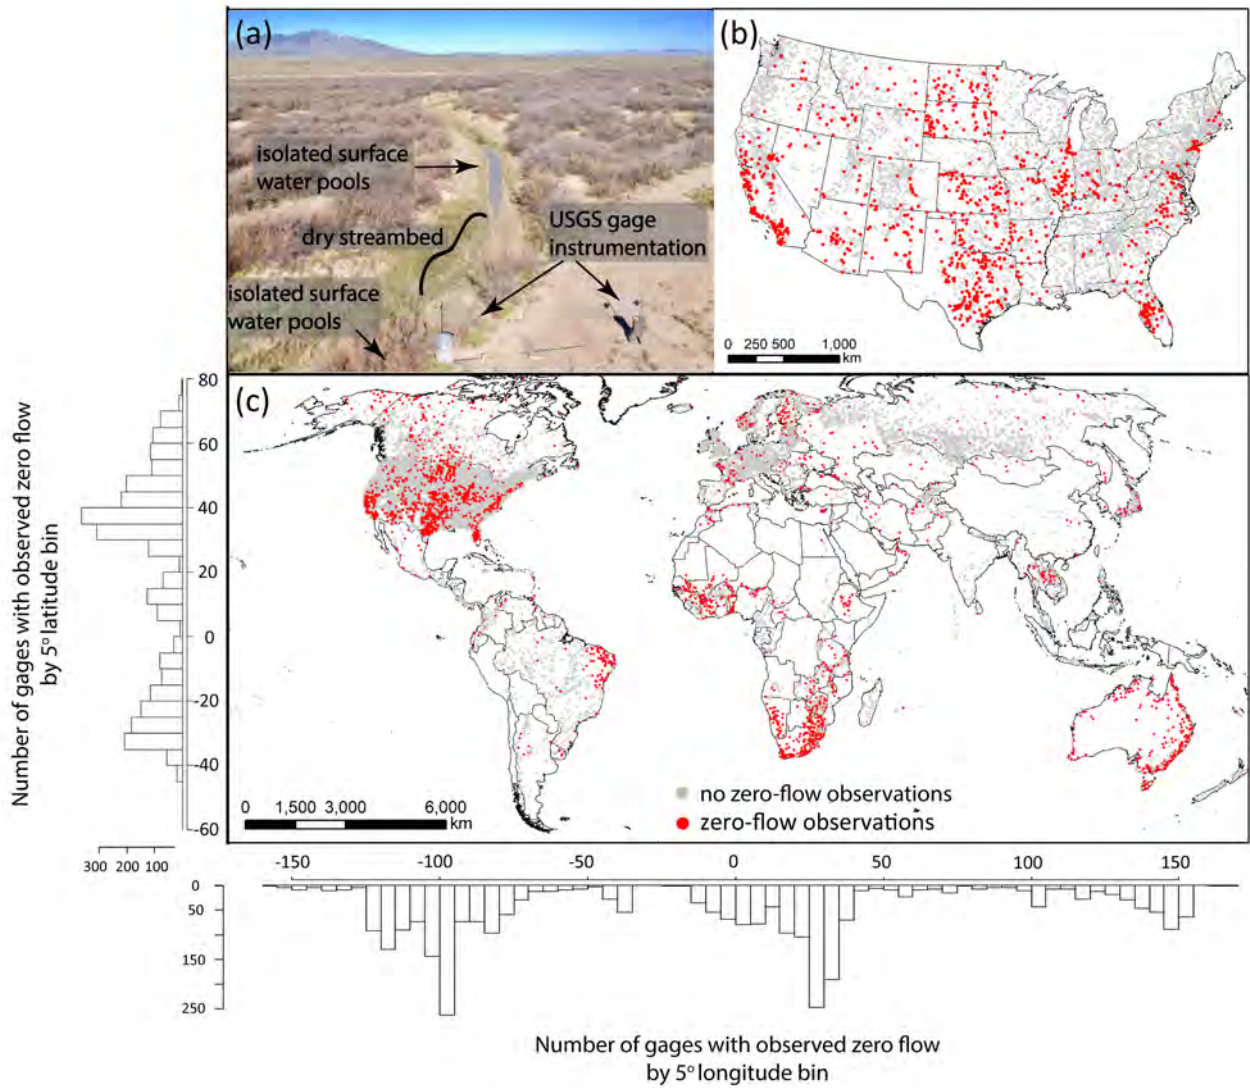 (a)
isolated surface
water pools
dry streambed
USGS gage
instrumentation
isolated surface
water pools
(b)
0 250 500 1,000
km
(c)
80
60
40
20
0
-20
-40
-60
Number of gages with observed zero flow
by 5° latitude bin
300 200 100
0 1,500 3,000 6,000
km
no zero-flow observations
zero-flow observations
-150 -100 -50 0 50 100 150
0
50
150
250
Number of gages with observed zero flow
by 5° longitude bin